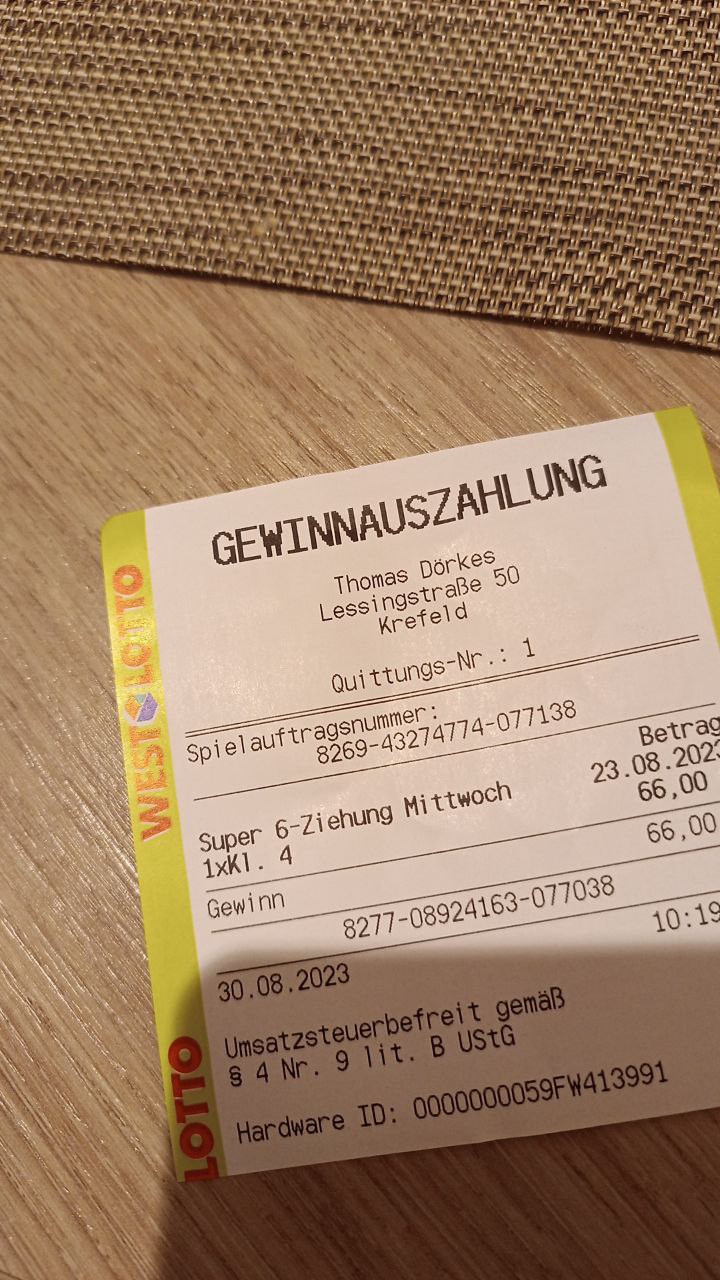 GEWINNAUSZAHLUNG
Thomas Dörkes
Lessingstraße 50
Krefeld
Quittungs-Nr.: 1
Spielauftragsnummer:
8269-43274774-077138
Betrag
Super 6-Ziehung Mittwoch 23.08.2023
1xKl. 4 66,00
Gewinn 66,00
8277-08924163-077038
30.08.2023 10:19
Umsatzsteuerbefreit gemäß
§ 4 Nr. 9 lit. B UStG
Hardware ID: 0000000059FW413991
WEST LOTTO
LOTTO